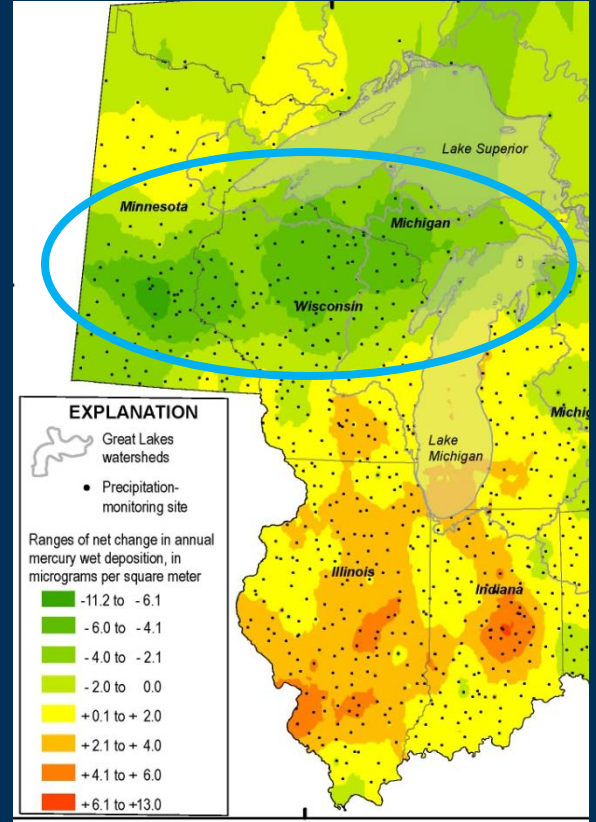 Lake Superior
Minnesota
Michigan
Wisconsin
EXPLANATION
Great Lakes
watersheds
Precipitation-
monitoring site
Ranges of net change in annual
mercury wet deposition, in
micrograms per square meter
-11.2 to - 6.1
-6.0 to - 4.1
-4.0 to -2.1
-2.0 to 0.0
+0.1 to + 2.0
+2.1 to + 4.0
+4.1 to + 6.0
+6.1 to +13.0
Michig
Lake
Michigan
Illinois
Indiana